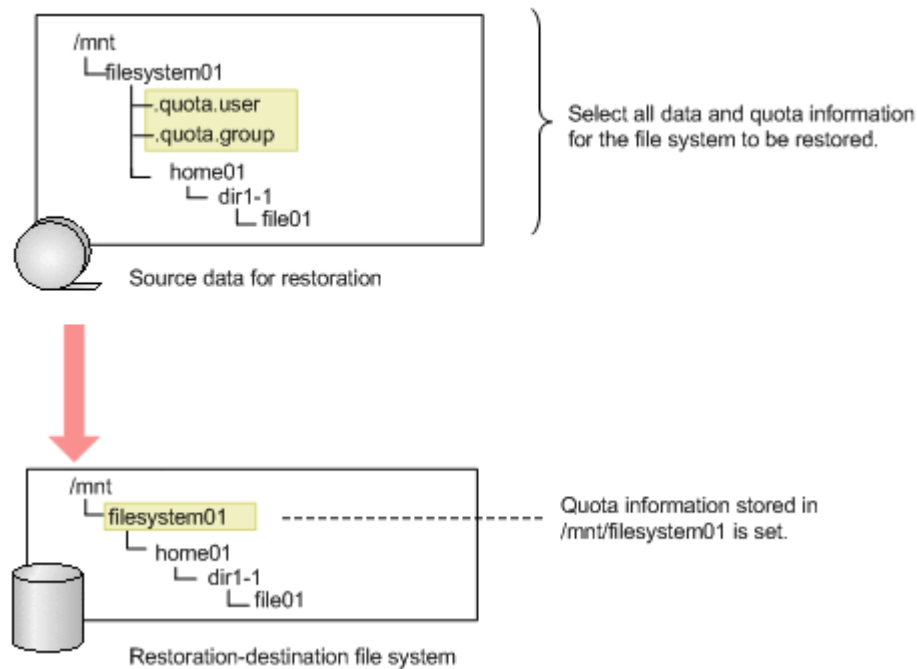 /mnt
filesystem01
.quota.user
.quota.group
home01
dir1-1
file01
Select all data and quota information
for the file system to be restored.
Source data for restoration
/mnt
filesystem01
home01
dir1-1
file01
Quota information stored in
/mnt/filesystem01 is set.
Restoration-destination file system